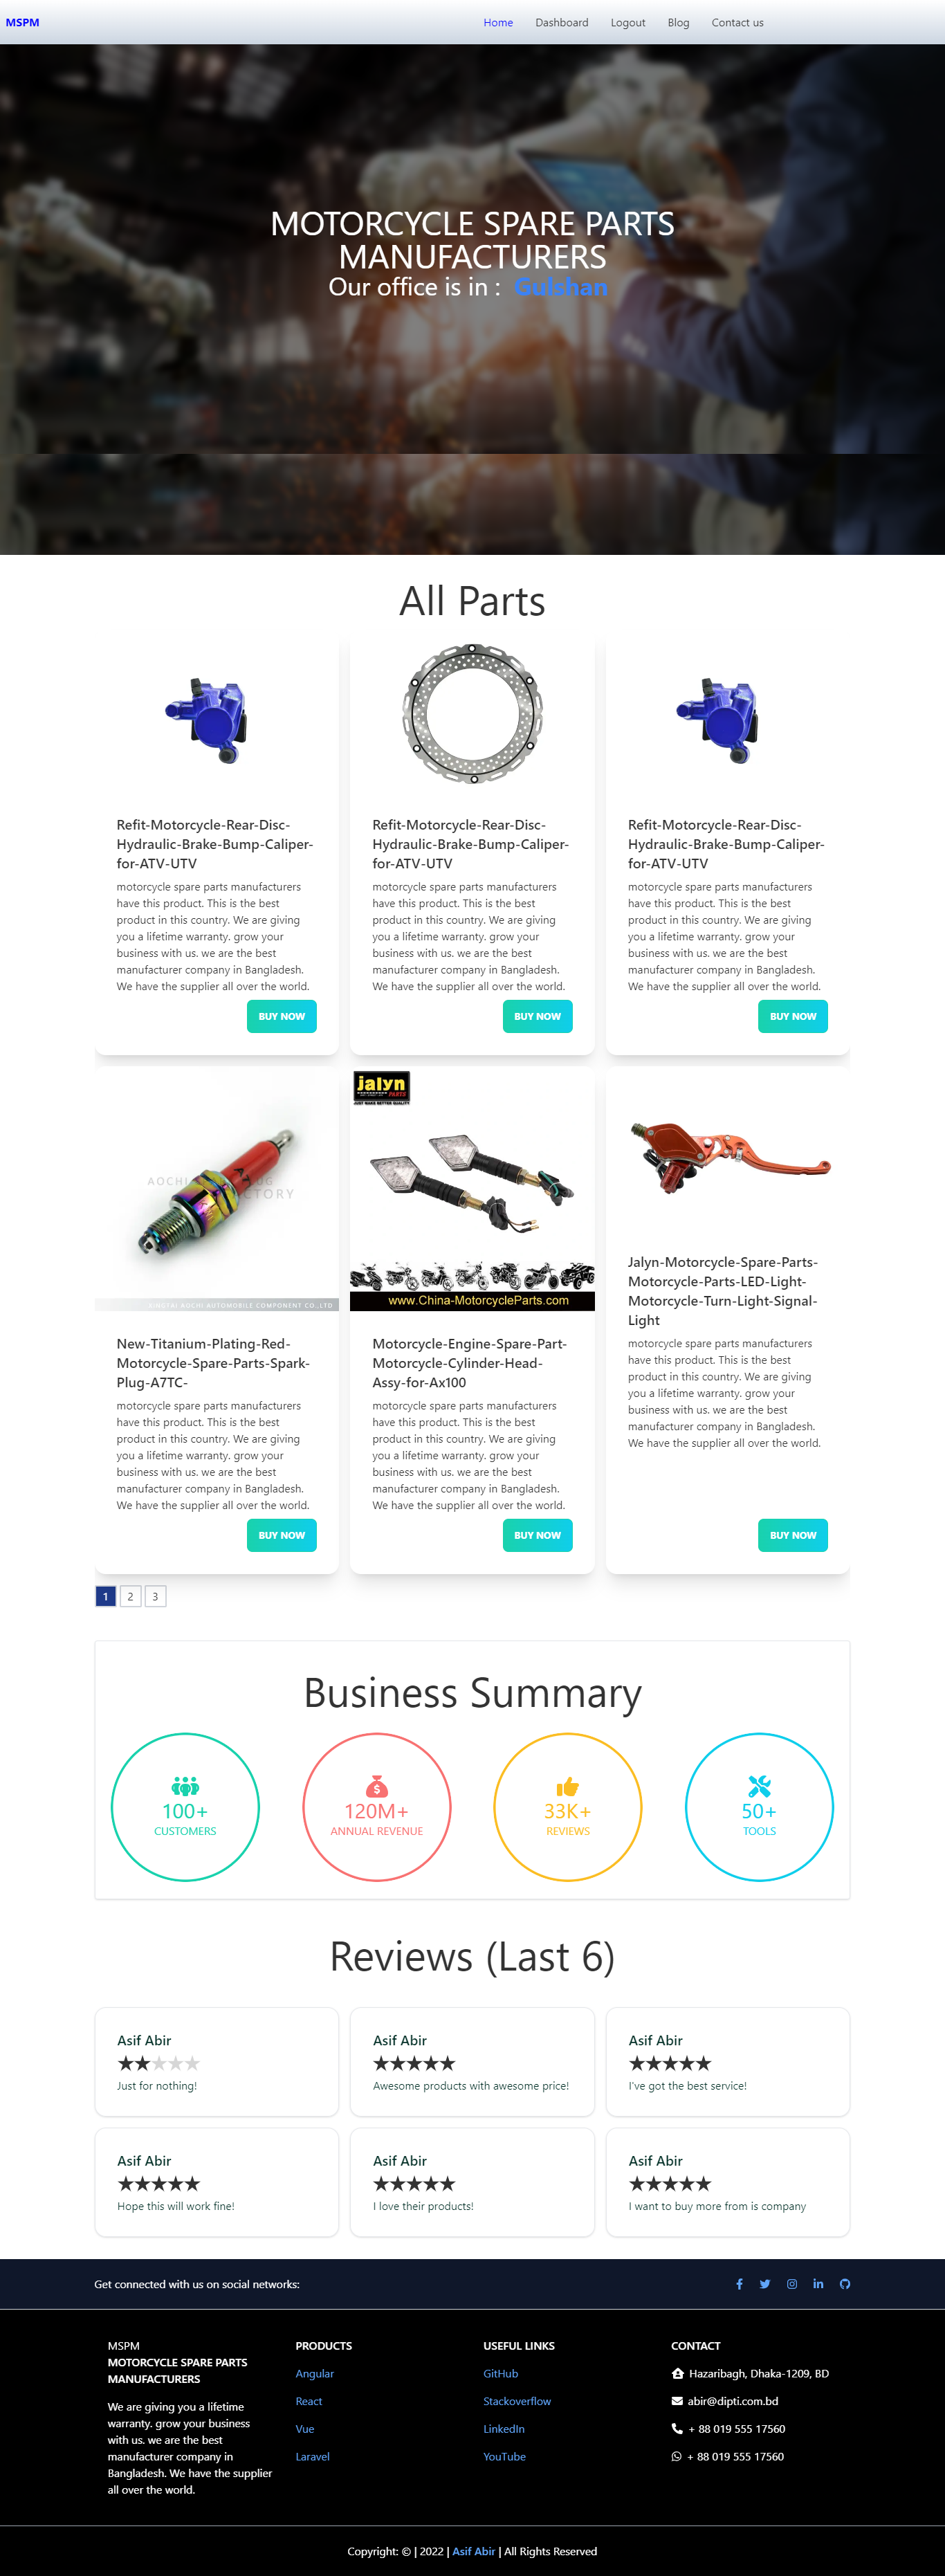 MSPM
Home Dashboard Logout Blog Contact us
MOTORCYCLE SPARE PARTS
MANUFACTURERS
Our office is in : Gulshan
All Parts
Refit-Motorcycle-Rear-Disc-
Hydraulic-Brake-Bump-Caliper-
for-ATV-UTV
motorcycle spare parts manufacturers
have this product. This is the best
product in this country. We are giving
you a lifetime warranty. grow your
business with us. we are the best
manufacturer company in Bangladesh.
We have the supplier all over the world.
BUY NOW
Refit-Motorcycle-Rear-Disc-
Hydraulic-Brake-Bump-Caliper-
for-ATV-UTV
motorcycle spare parts manufacturers
have this product. This is the best
product in this country. We are giving
you a lifetime warranty. grow your
business with us. we are the best
manufacturer company in Bangladesh.
We have the supplier all over the world.
BUY NOW
Refit-Motorcycle-Rear-Disc-
Hydraulic-Brake-Bump-Caliper-
for-ATV-UTV
motorcycle spare parts manufacturers
have this product. This is the best
product in this country. We are giving
you a lifetime warranty. grow your
business with us. we are the best
manufacturer company in Bangladesh.
We have the supplier all over the world.
BUY NOW
AOCHI
FACTORY
XINGTAI AOCHI AUTOMOBILE COMPONENT CO.,LTD
New-Titanium-Plating-Red-
Motorcycle-Spare-Parts-Spark-
Plug-A7TC-
motorcycle spare parts manufacturers
have this product. This is the best
product in this country. We are giving
you a lifetime warranty. grow your
business with us. we are the best
manufacturer company in Bangladesh.
We have the supplier all over the world.
BUY NOW
jalyn
PARTS
JUST MAKE BETTER QUALITY
www.China-MotorcycleParts.com
Motorcycle-Engine-Spare-Part-
Motorcycle-Cylinder-Head-
Assy-for-Ax100
motorcycle spare parts manufacturers
have this product. This is the best
product in this country. We are giving
you a lifetime warranty. grow your
business with us. we are the best
manufacturer company in Bangladesh.
We have the supplier all over the world.
BUY NOW
Jalyn-Motorcycle-Spare-Parts-
Motorcycle-Parts-LED-Light-
Motorcycle-Turn-Light-Signal-
Light
motorcycle spare parts manufacturers
have this product. This is the best
product in this country. We are giving
you a lifetime warranty. grow your
business with us. we are the best
manufacturer company in Bangladesh.
We have the supplier all over the world.
BUY NOW
1 2 3
Business Summary
100+
CUSTOMERS
120M+
ANNUAL REVENUE
33K+
REVIEWS
50+
TOOLS
Reviews (Last 6)
Asif Abir
Just for nothing!
Asif Abir
Awesome products with awesome price!
Asif Abir
I've got the best service!
Asif Abir
Hope this will work fine!
Asif Abir
I love their products!
Asif Abir
I want to buy more from is company
Get connected with us on social networks:
MSPM
MOTORCYCLE SPARE PARTS
MANUFACTURERS
We are giving you a lifetime
warranty. grow your business
with us. we are the best
manufacturer company in
Bangladesh. We have the supplier
all over the world.
PRODUCTS
Angular
React
Vue
Laravel
USEFUL LINKS
GitHub
Stackoverflow
LinkedIn
YouTube
CONTACT
Hazaribagh, Dhaka-1209, BD
abir@dipti.com.bd
+ 88 019 555 17560
+ 88 019 555 17560
Copyright: © | 2022 | Asif Abir | All Rights Reserved